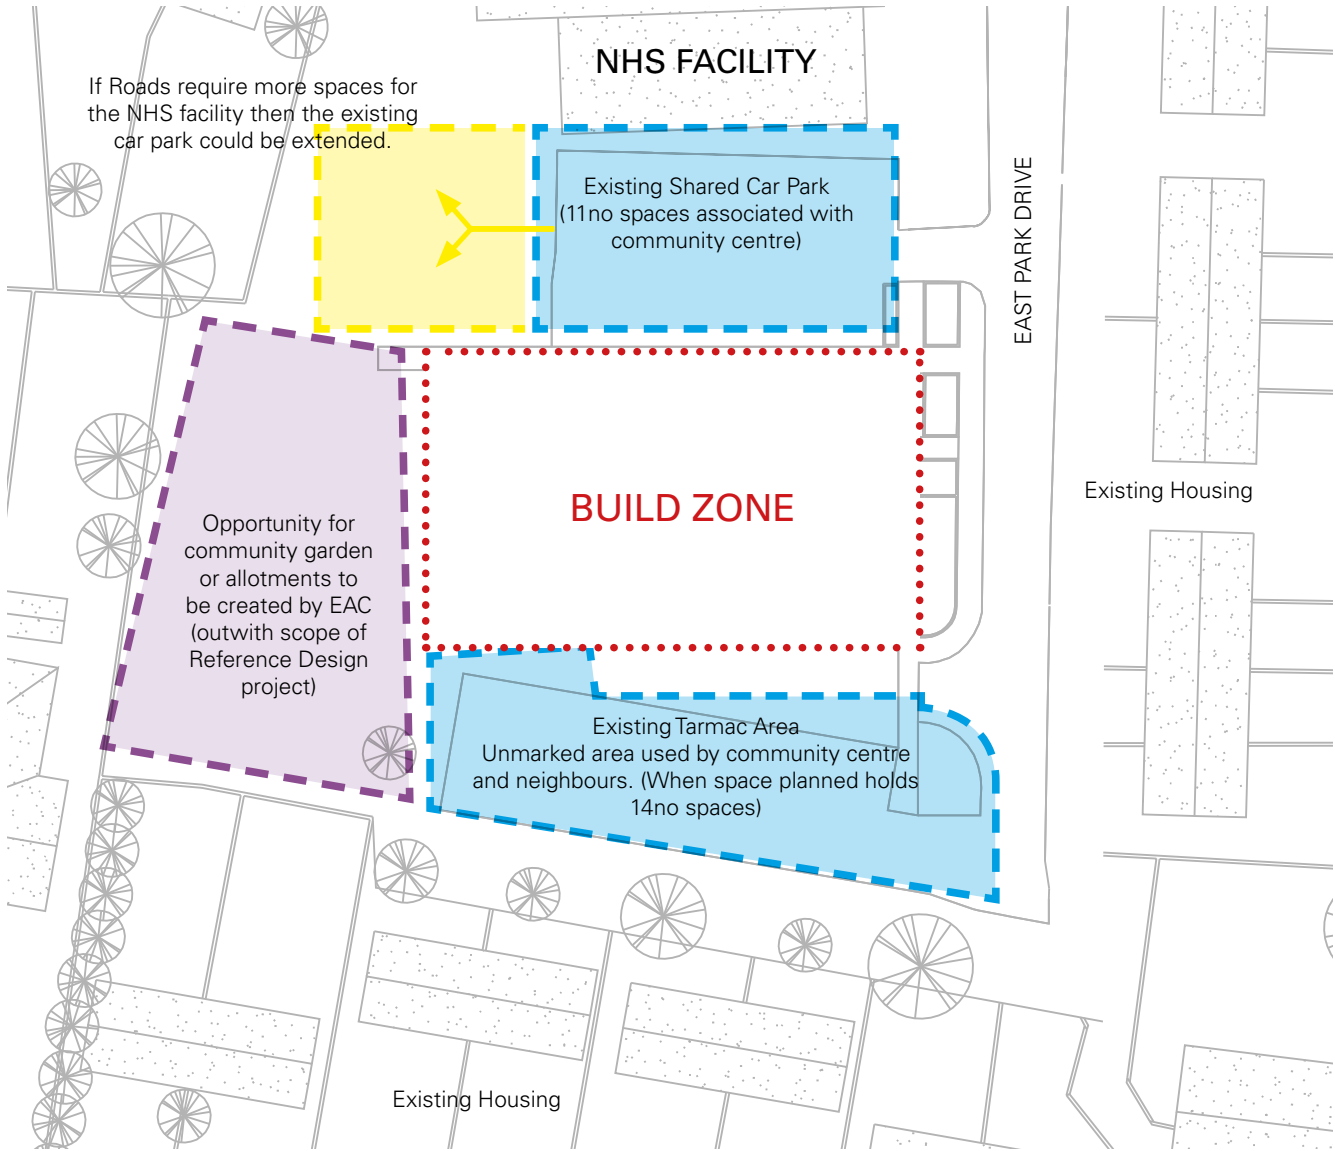 NHS FACILITY
If Roads require more spaces for
the NHS facility then the existing
car park could be extended.
Existing Shared Car Park
(11no spaces associated with
community centre)
EAST PARK DRIVE
BUILD ZONE
Existing Housing
Opportunity for
community garden
or allotments to
be created by EAC
(outwith scope of
Reference Design
project)
Existing Tarmac Area
Unmarked area used by community centre
and neighbours. (When space planned holds
14no spaces)
Existing Housing